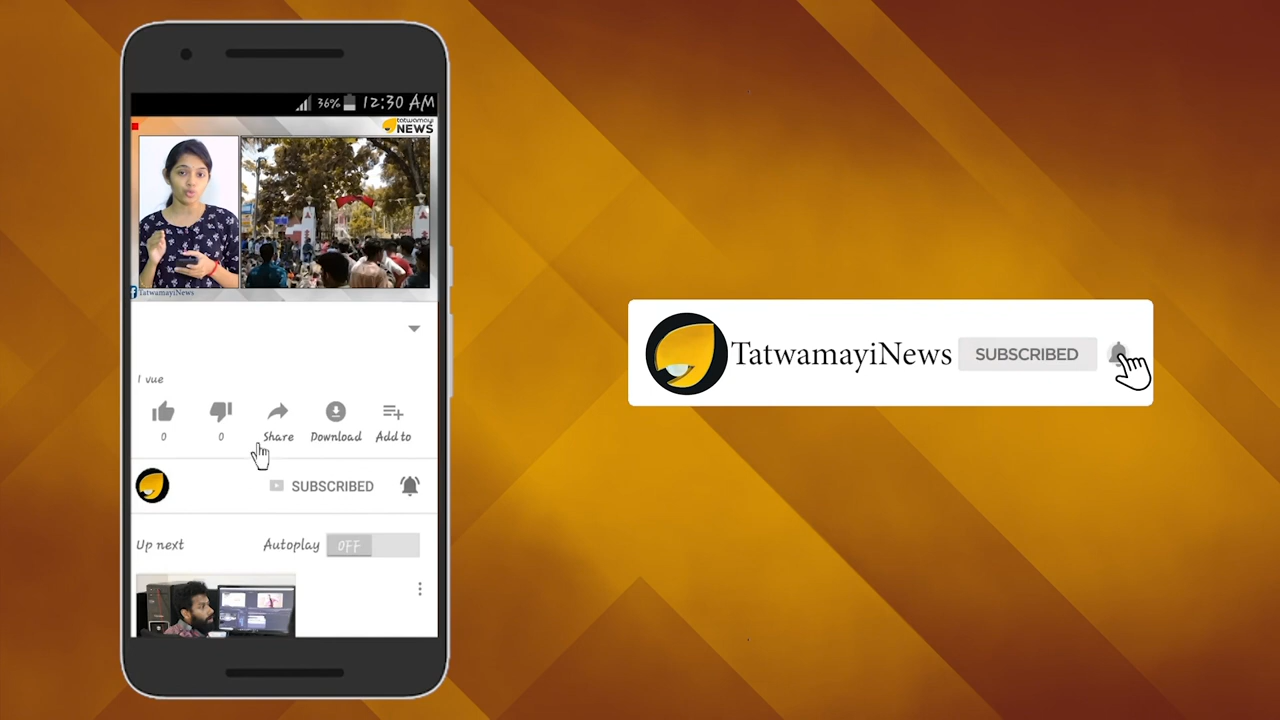 36% 12:30 AM
tatwamayi
NEWS
TatwamayiNews
1 vue
0 0 Share Download Add to
SUBSCRIBED
Up next Autoplay OFF
TatwamayiNews SUBSCRIBED